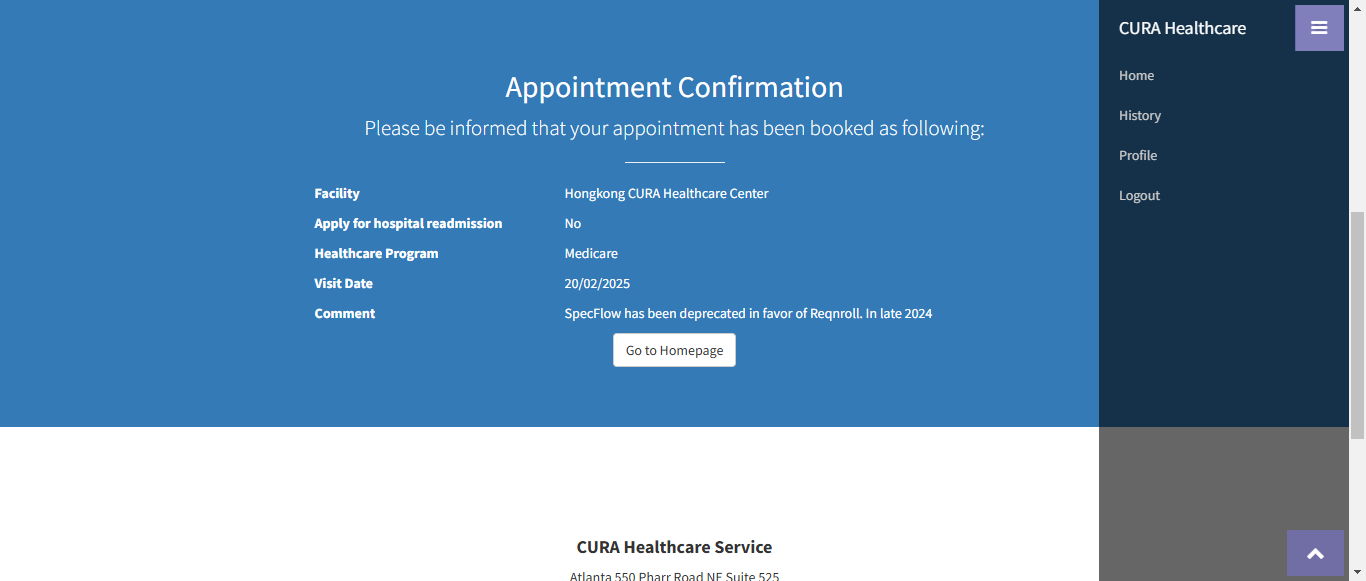 Appointment Confirmation
Please be informed that your appointment has been booked as following:
Facility Hongkong CURA Healthcare Center
Apply for hospital readmission No
Healthcare Program Medicare
Visit Date 20/02/2025
Comment SpecFlow has been deprecated in favor of Reqnroll. In late 2024
Go to Homepage
CURA Healthcare
Home
History
Profile
Logout
CURA Healthcare Service
Atlanta 550 Pharr Road NE Suite 525